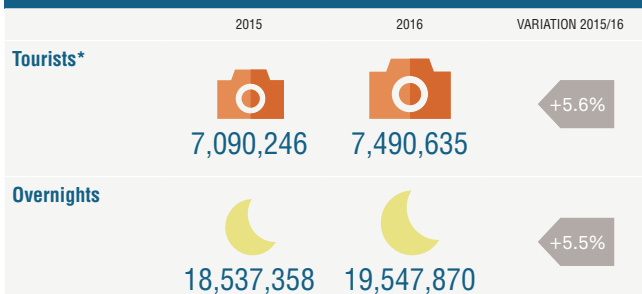 2015 2016 VARIATION 2015/16
Tourists*
7,090,246 7,490,635 +5.6%
Overnights
18,537,358 19,547,870 +5.5%